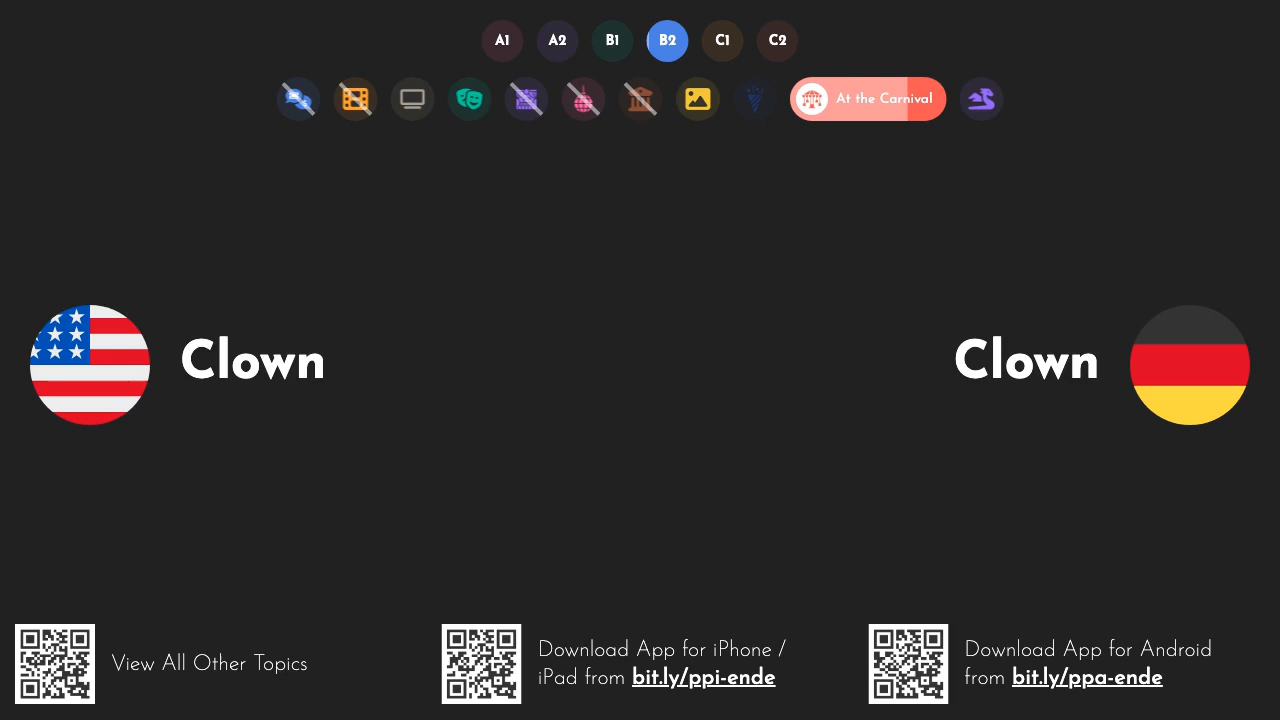 A1 A2 B1 B2 C1 C2
At the Carnival
Clown
Clown
View All Other Topics
Download App for iPhone /
iPad from bit.ly/ppi-ende
Download App for Android
from bit.ly/ppa-ende